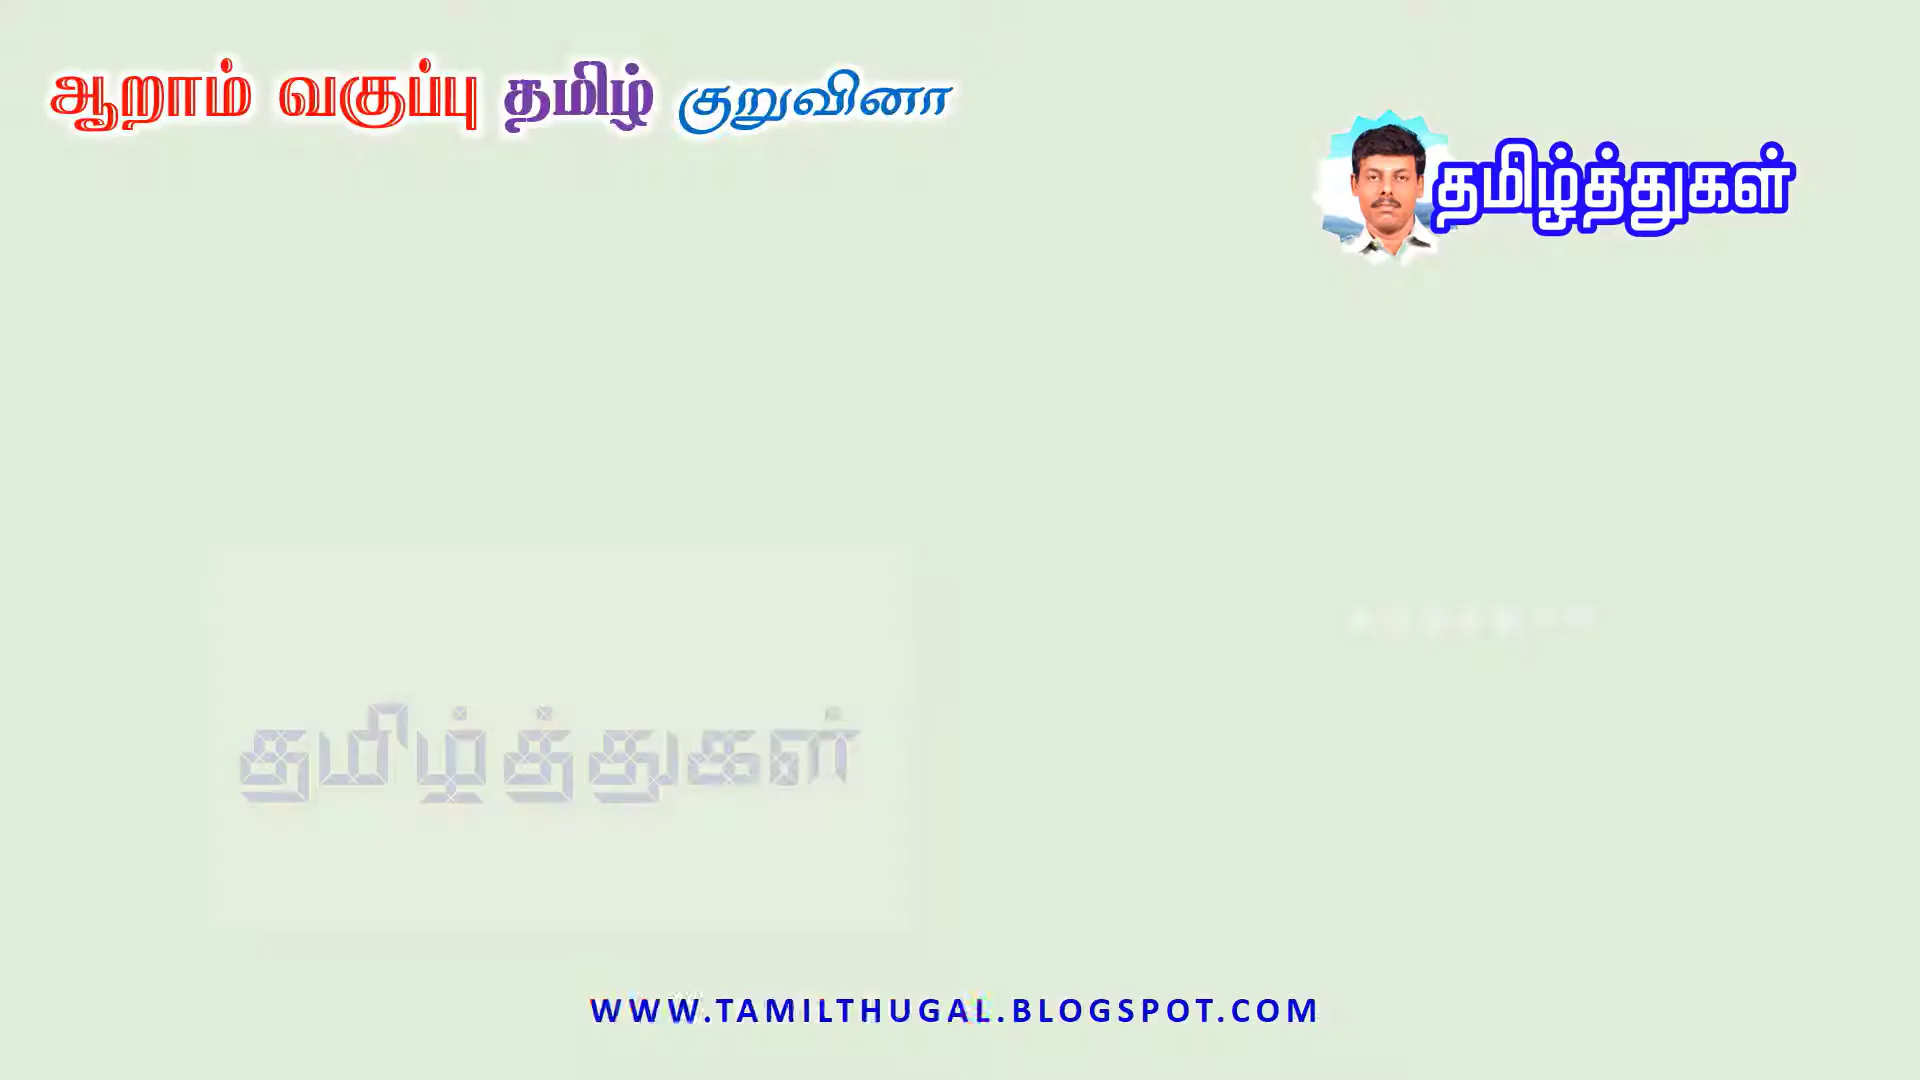 ஆறாம் வகுப்பு தமிழ் குறுவினா
தமிழ்த்துகள்
தமிழ்த்துகள்
WWW.TAMILTHUGAL.BLOGSPOT.COM